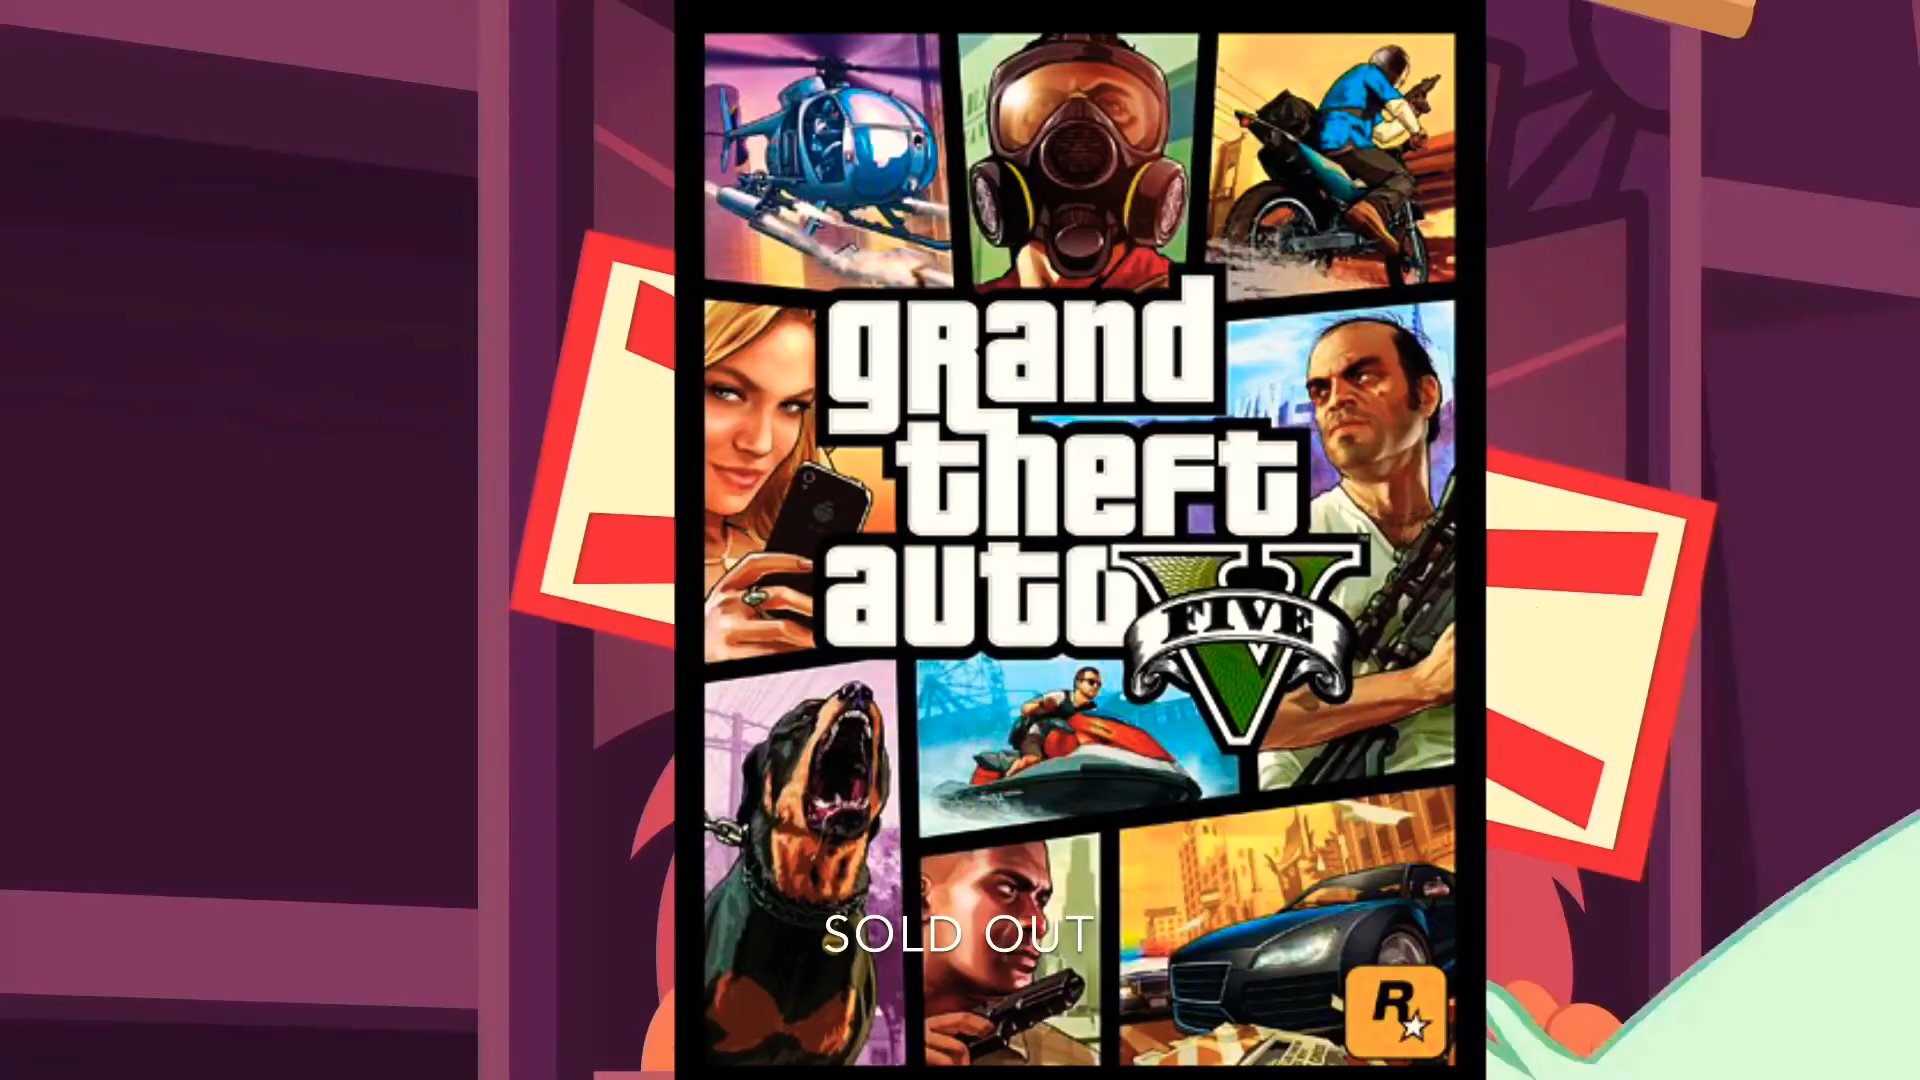 grand
theft
auto V
FIVE
SOLD OUT
R